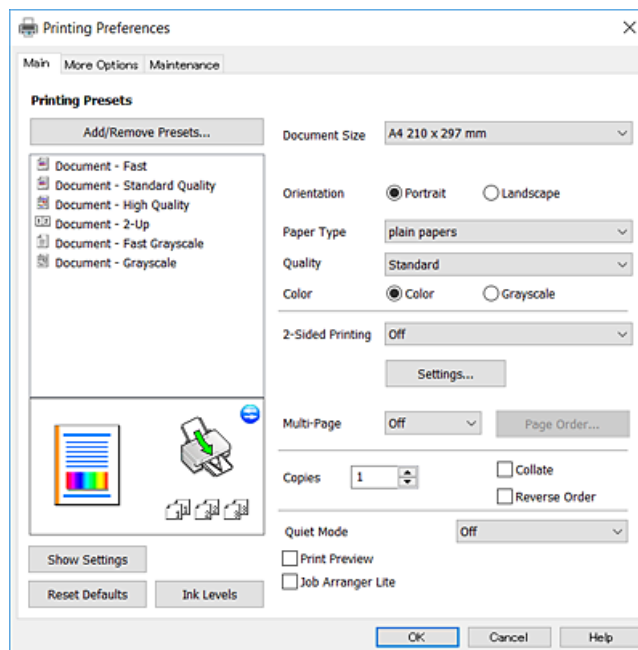 Printing Preferences
Main More Options Maintenance
Printing Presets
Add/Remove Presets...
Document - Fast
Document - Standard Quality
Document - High Quality
Document - 2-Up
Document - Fast Grayscale
Document - Grayscale
Show Settings
Reset Defaults Ink Levels
Document Size A4 210 x 297 mm
Orientation Portrait Landscape
Paper Type plain papers
Quality Standard
Color Color Grayscale
2-Sided Printing Off
Settings...
Multi-Page Off Page Order...
Copies 1 Collate
Reverse Order
Quiet Mode Off
Print Preview
Job Arranger Lite
OK Cancel Help